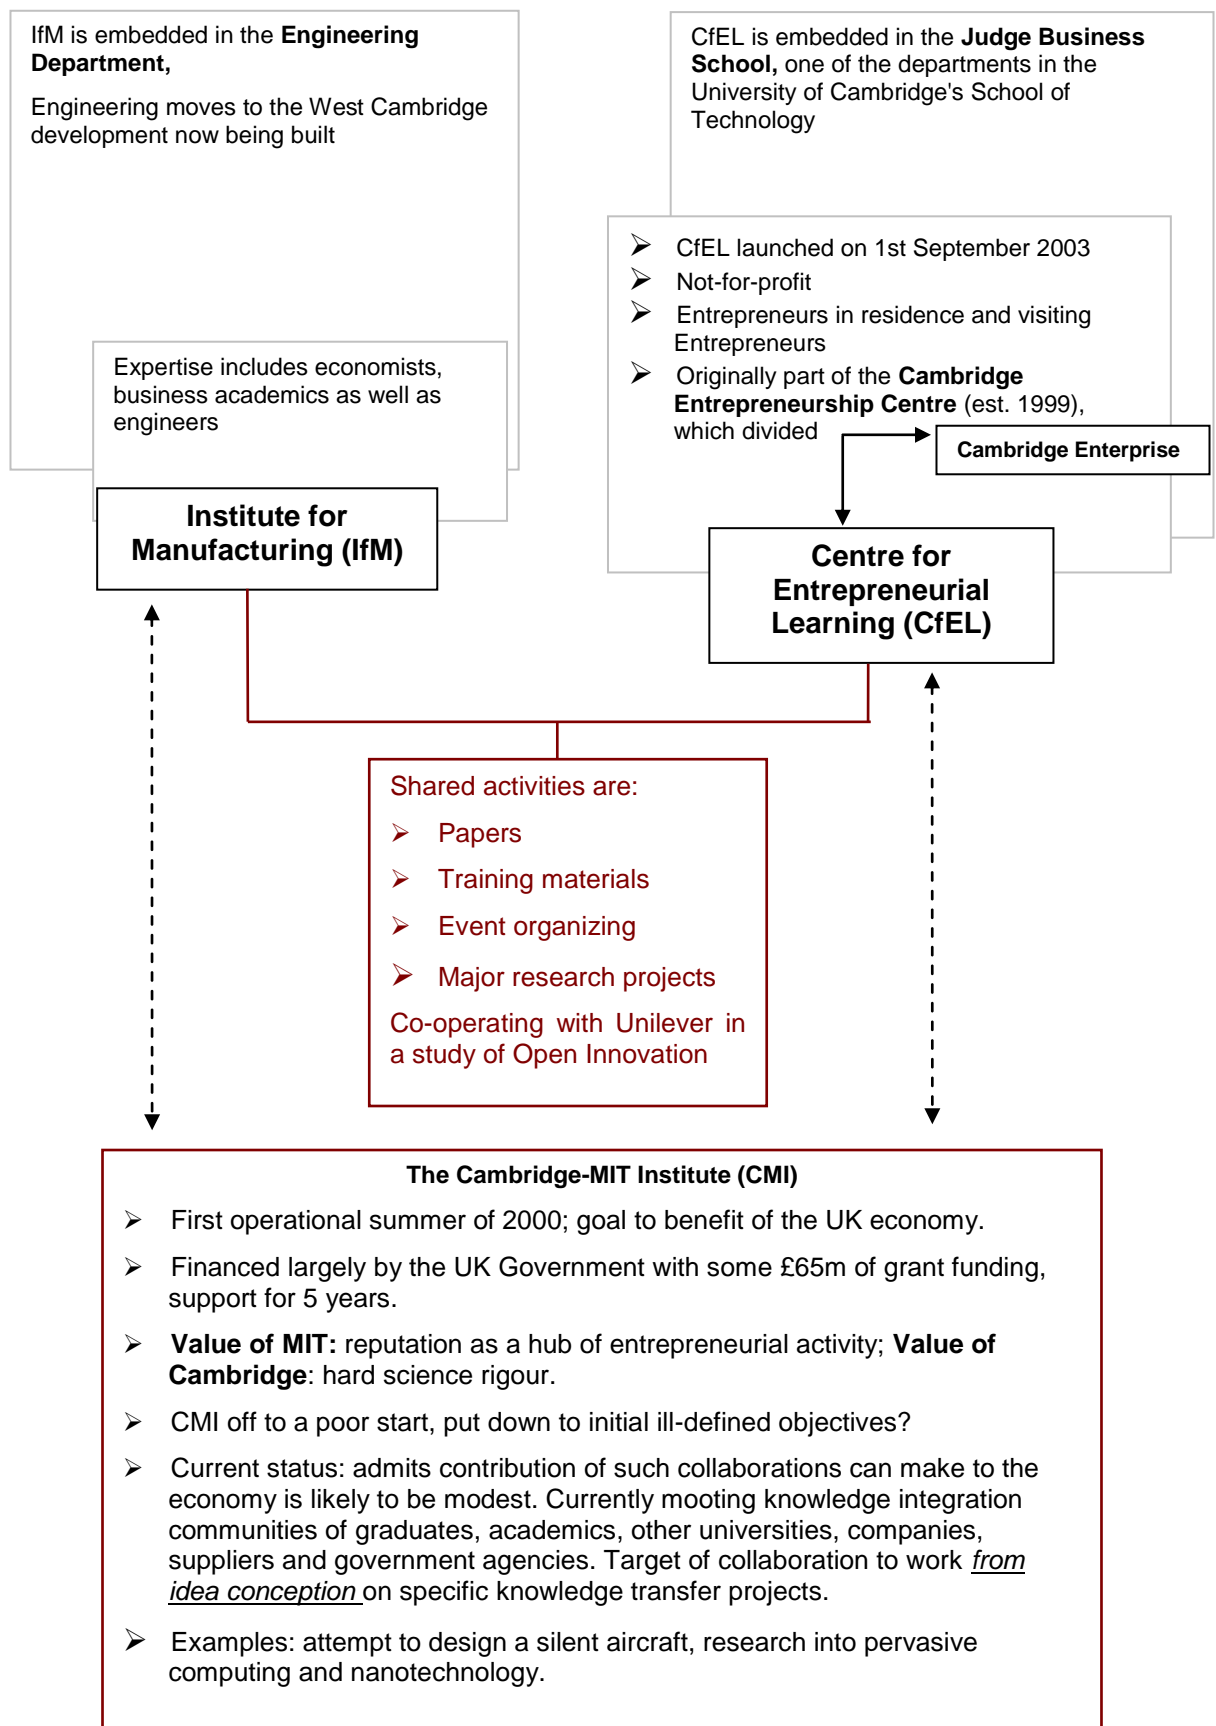 IfM is embedded in the Engineering
Department,
Engineering moves to the West Cambridge
development now being built
Expertise includes economists,
business academics as well as
engineers
Institute for
Manufacturing (IfM)
CfEL is embedded in the Judge Business
School, one of the departments in the
University of Cambridge's School of
Technology
➢ CfEL launched on 1st September 2003
➢ Not-for-profit
➢ Entrepreneurs in residence and visiting
Entrepreneurs
➢ Originally part of the Cambridge
Entrepreneurship Centre (est. 1999),
which divided
Cambridge Enterprise
Centre for
Entrepreneurial
Learning (CfEL)
Shared activities are:
➢ Papers
➢ Training materials
➢ Event organizing
➢ Major research projects
Co-operating with Unilever in
a study of Open Innovation
The Cambridge-MIT Institute (CMI)
➢ First operational summer of 2000; goal to benefit of the UK economy.
➢ Financed largely by the UK Government with some £65m of grant funding,
support for 5 years.
➢ Value of MIT: reputation as a hub of entrepreneurial activity; Value of
Cambridge: hard science rigour.
➢ CMI off to a poor start, put down to initial ill-defined objectives?
➢ Current status: admits contribution of such collaborations can make to the
economy is likely to be modest. Currently mooting knowledge integration
communities of graduates, academics, other universities, companies,
suppliers and government agencies. Target of collaboration to work from
idea conception on specific knowledge transfer projects.
➢ Examples: attempt to design a silent aircraft, research into pervasive
computing and nanotechnology.